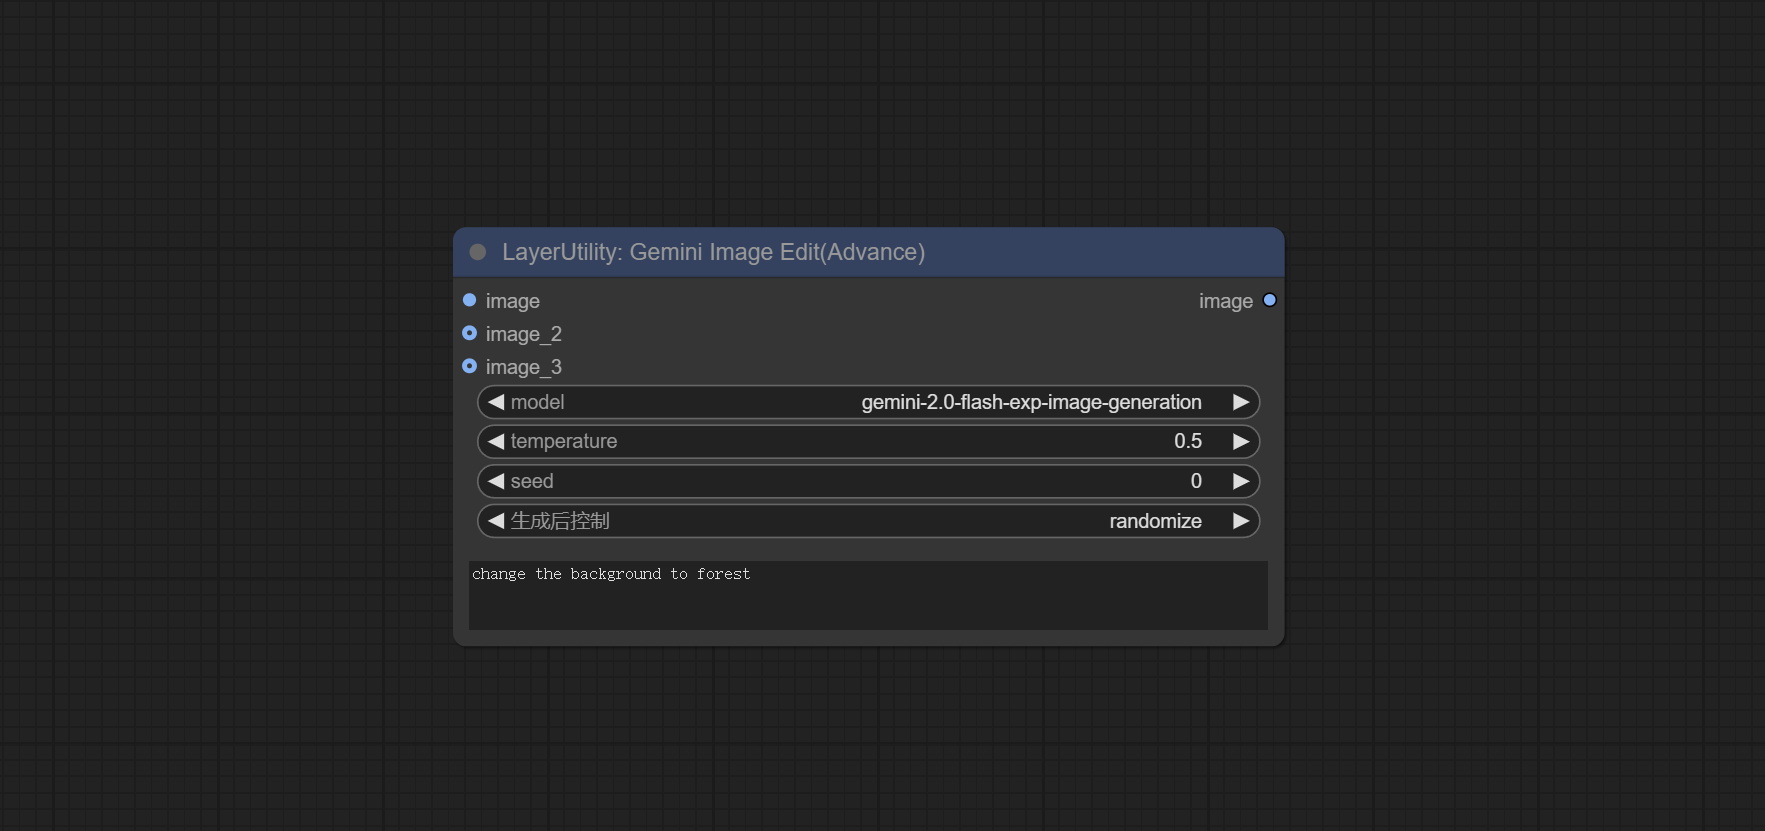 LayerUtility: Gemini Image Edit(Advance)
image image
image_2
image_3
model gemini-2.0-flash-exp-image-generation
temperature 0.5
seed 0
生成后控制 randomize
change the background to forest